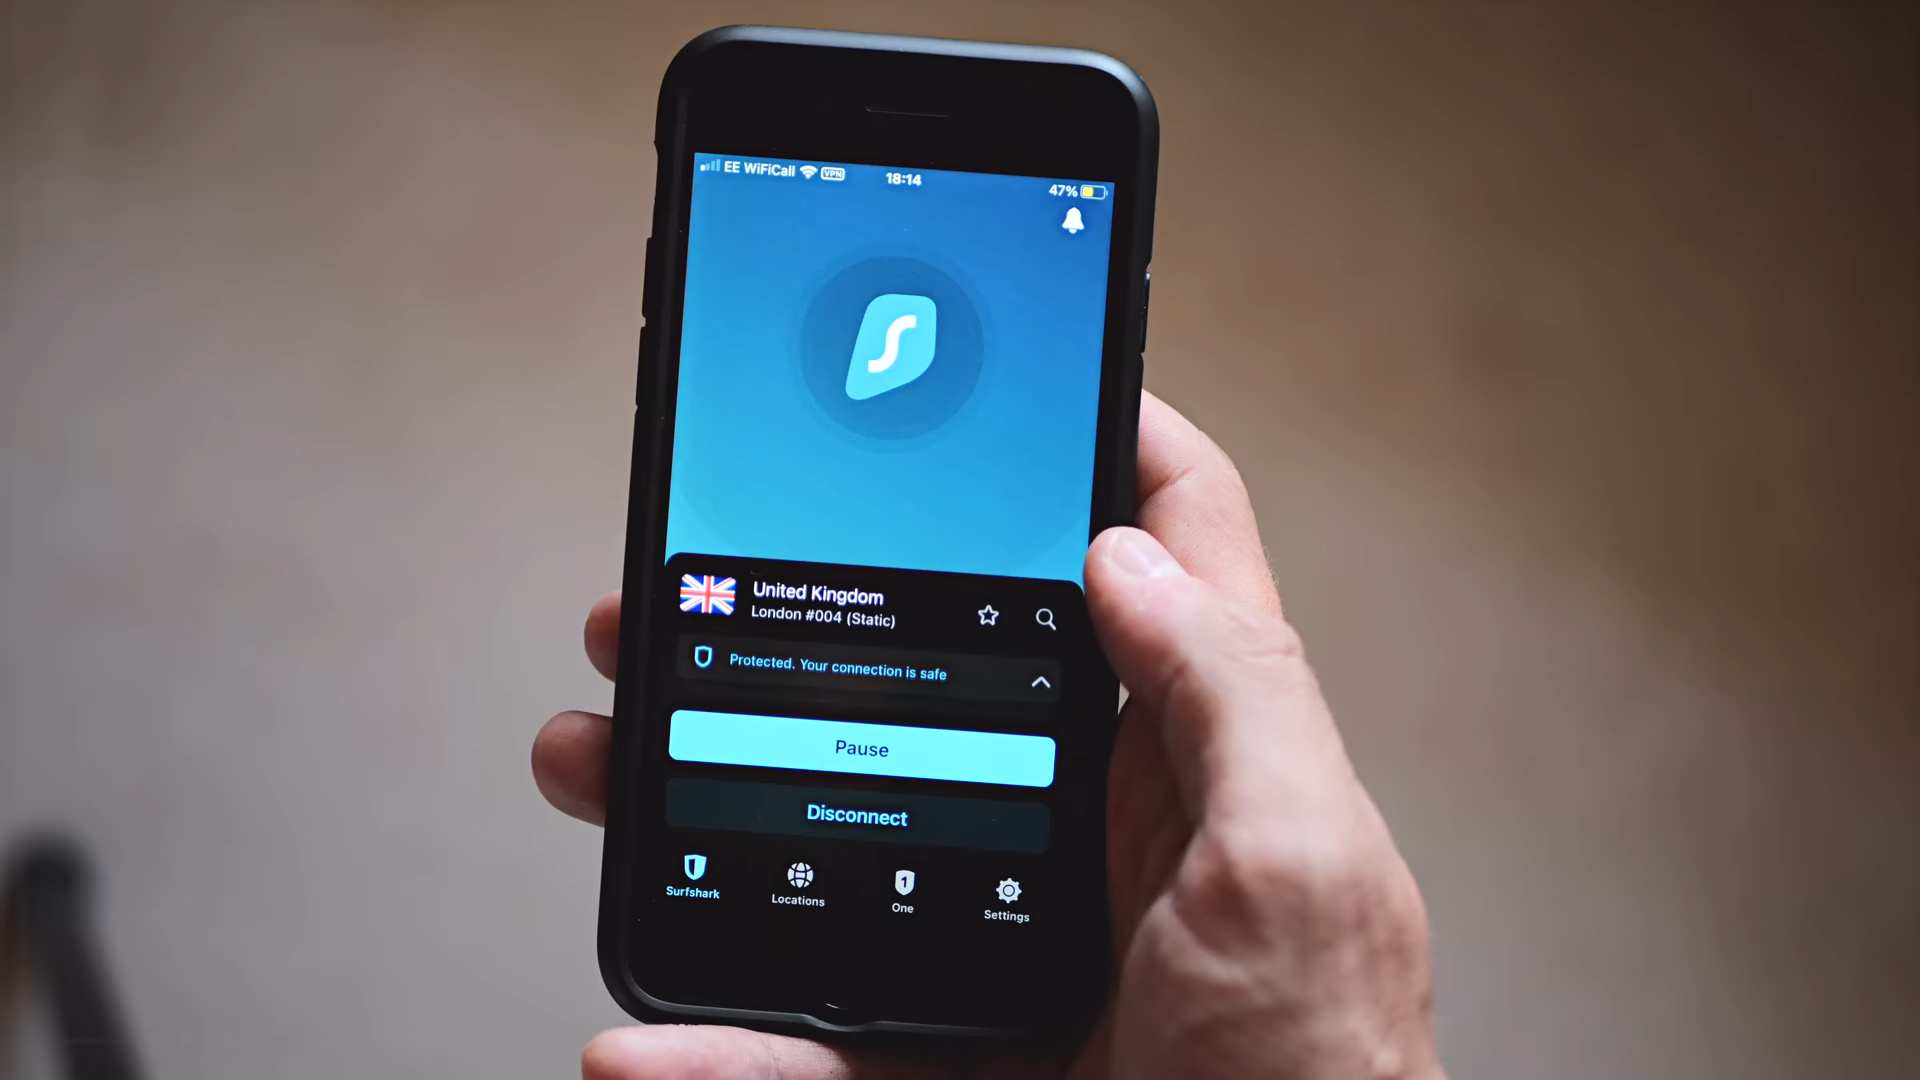 EE WiFiCall VPN 18:14 47%
S
United Kingdom
London #004 (Static)
Protected. Your connection is safe
Pause
Disconnect
1
Surfshark Locations One Settings